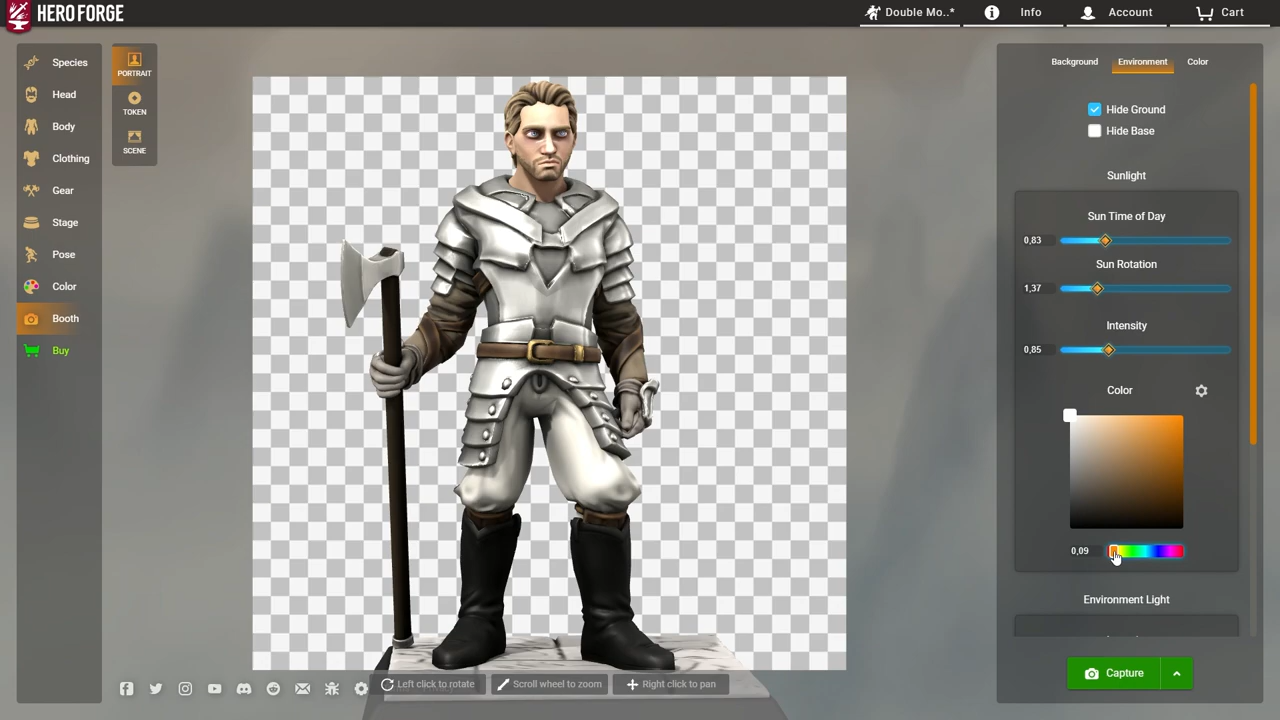 HERO FORGE
Double Mo..*
Info
Account
Cart
Species
Head
Body
Clothing
Gear
Stage
Pose
Color
Booth
Buy
PORTRAIT
TOKEN
SCENE
Background
Environment
Color
Hide Ground
Hide Base
Sunlight
Sun Time of Day
0,83
Sun Rotation
1,37
Intensity
0,85
Color
0,09
Environment Light
Capture
Left click to rotate
Scroll wheel to zoom
Right click to pan